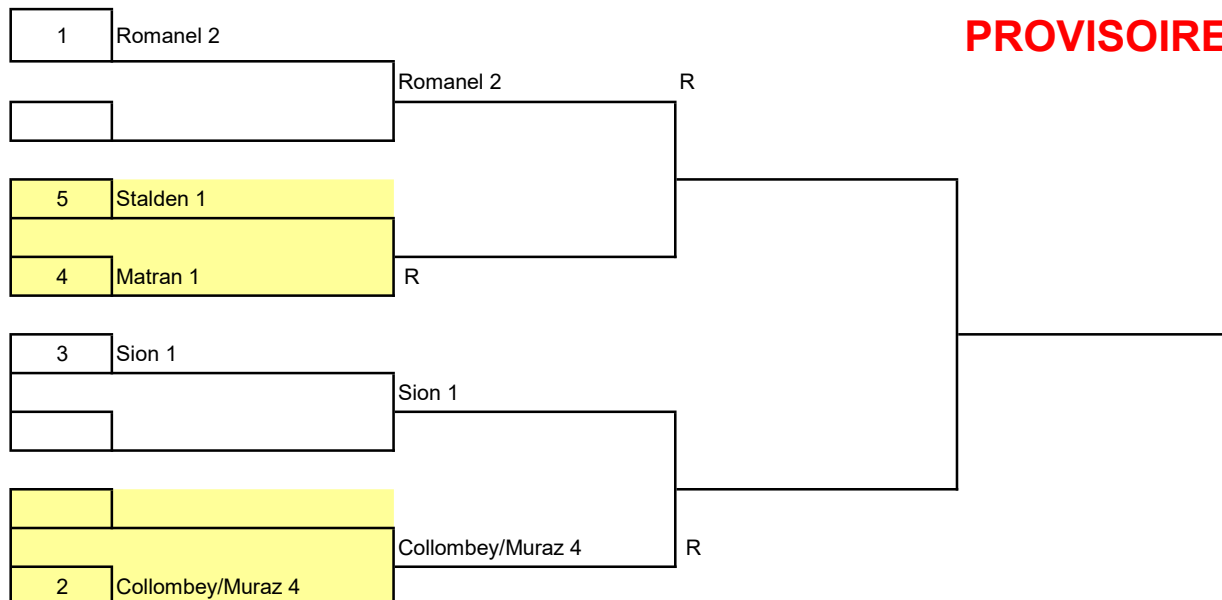 1 Romanel 2
PROVISOIRE
Romanel 2 R
5 Stalden 1
4 Matran 1 R
3 Sion 1
Sion 1
Collombey/Muraz 4 R
2 Collombey/Muraz 4